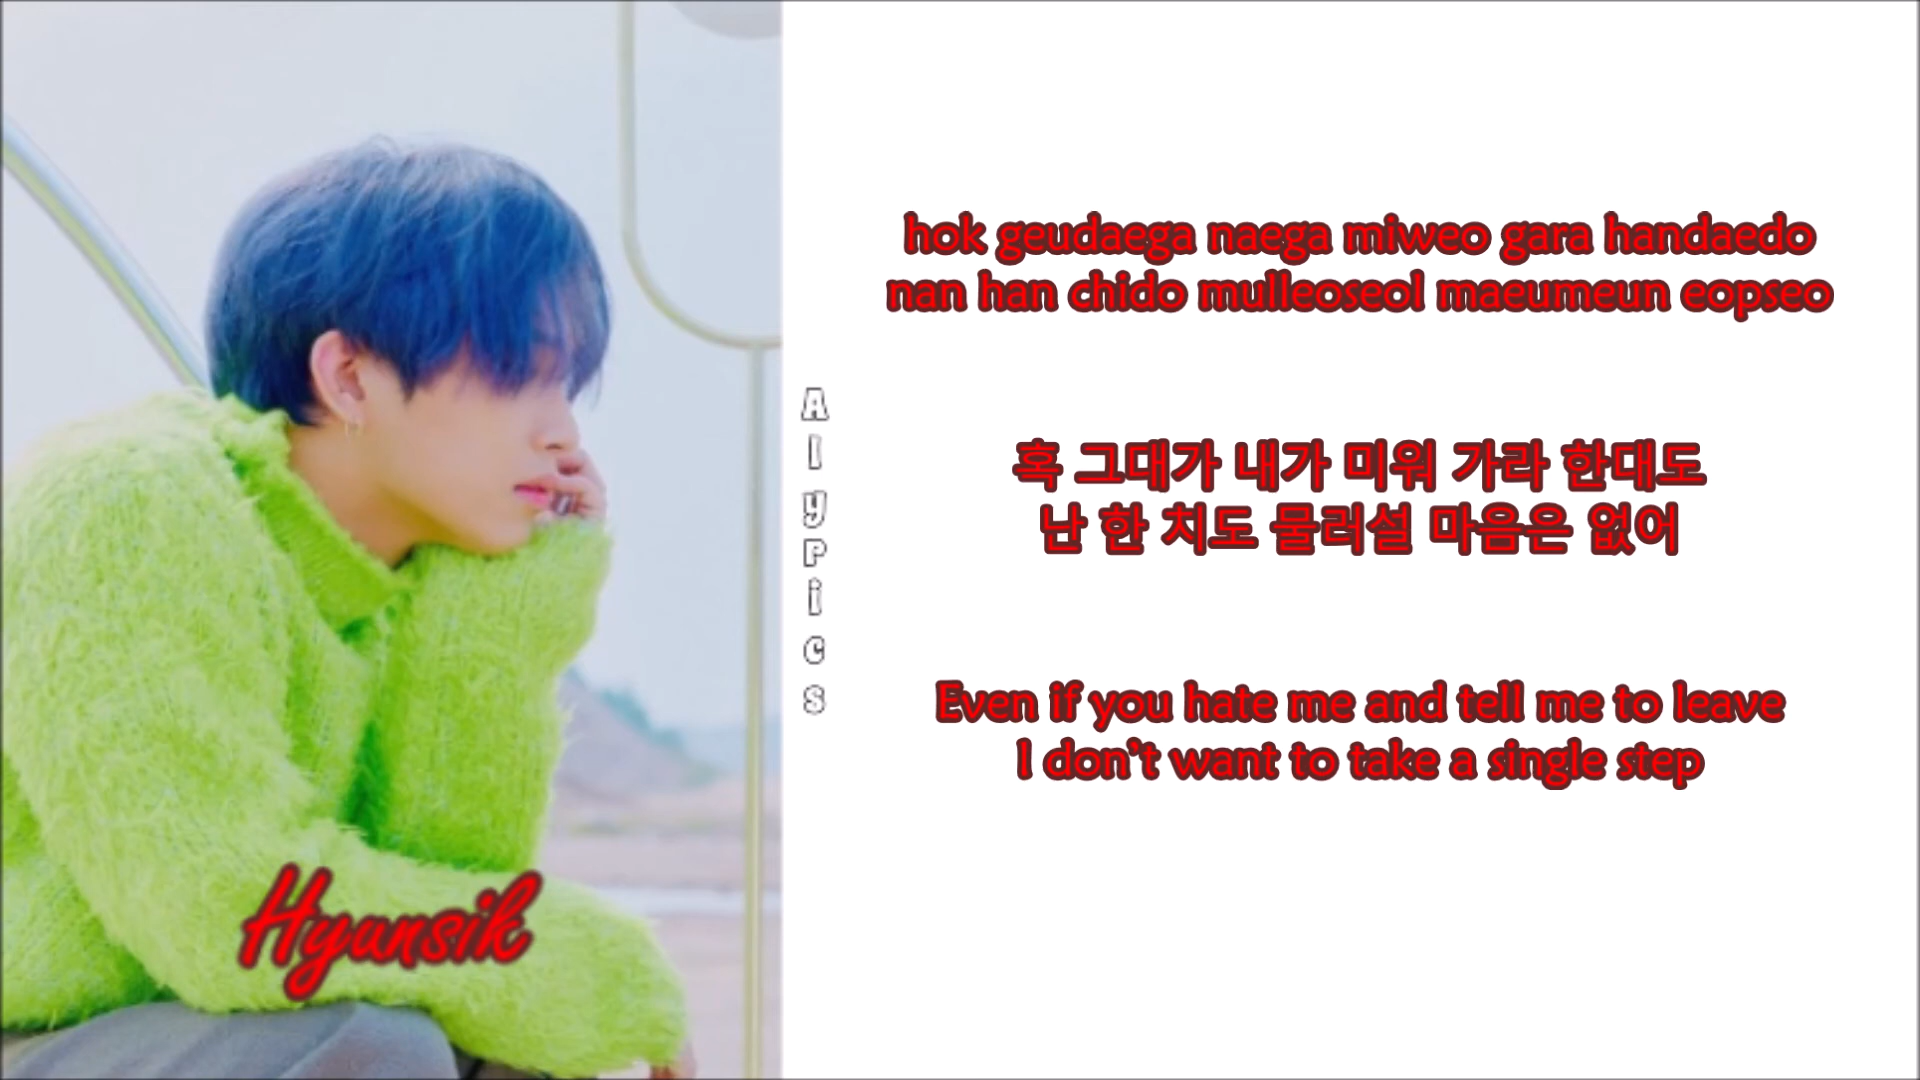 hok geudaega naega miweo gara handaedo
nan han chido mulleoseol maeumeun eopseo
혹 그대가 내가 미워 가라 한대도
난 한 치도 물러설 마음은 없어
Even if you hate me and tell me to leave
I don't want to take a single step
AlyPics
Hyunsik